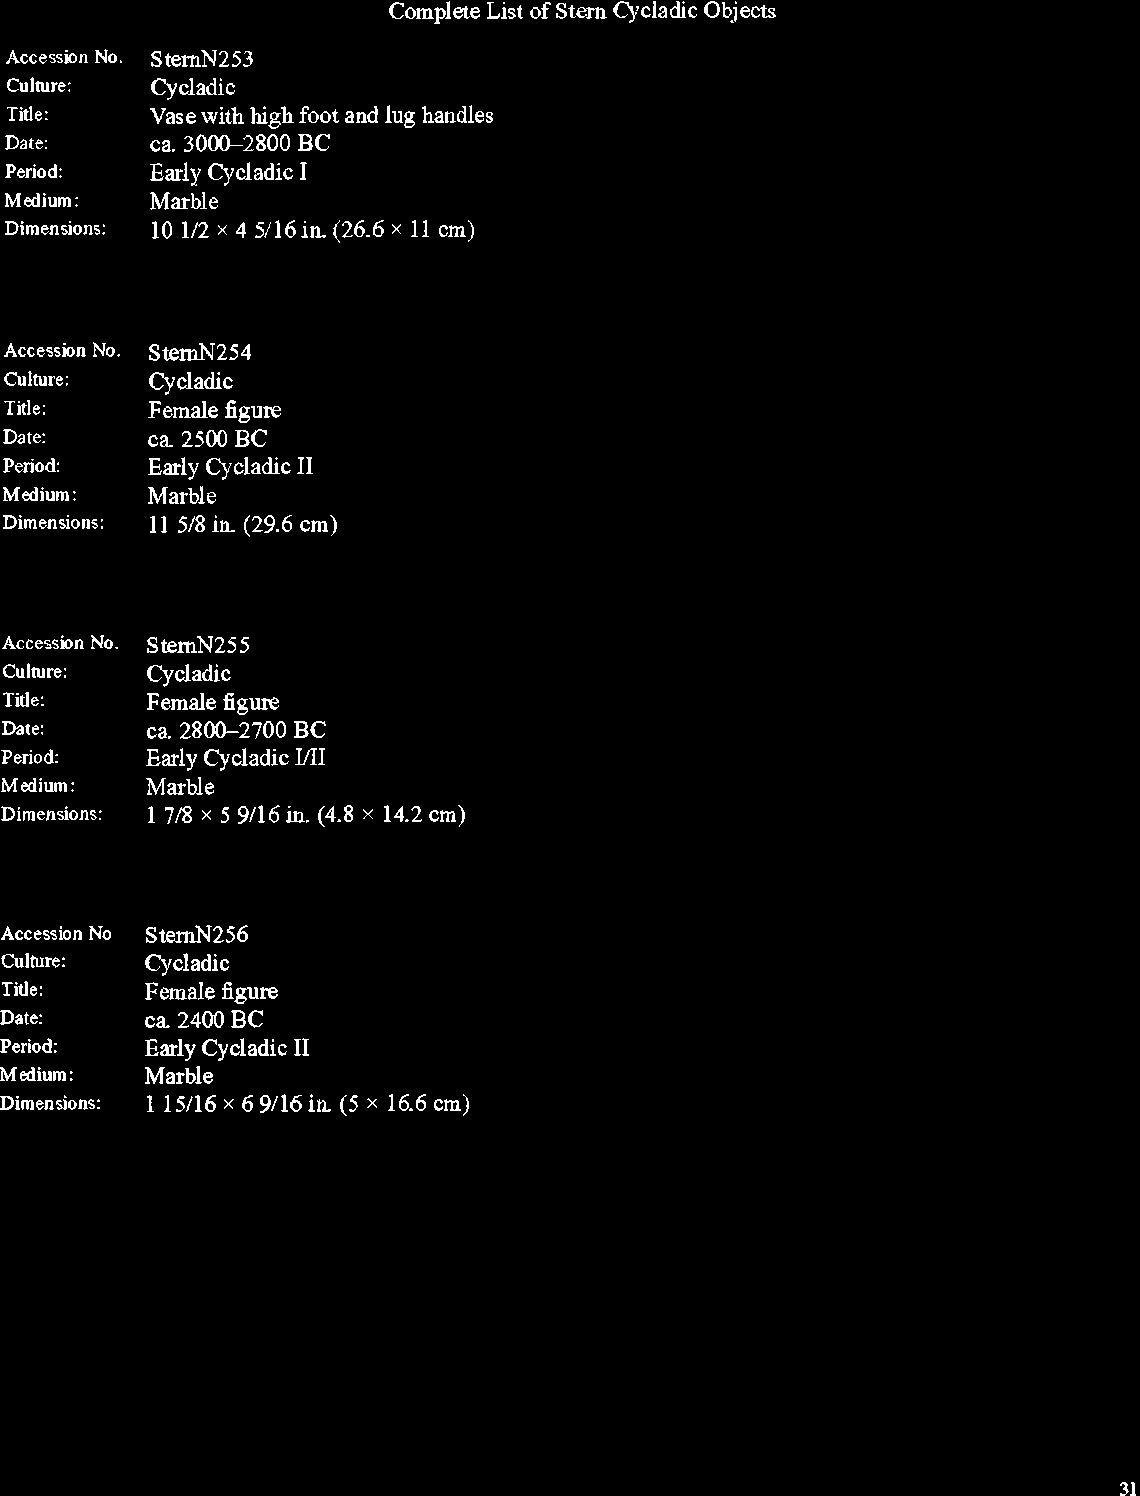 Complete List of Stern Cycladic Objects
Accession No. SternN253
Culture: Cycladic
Title: Vase with high foot and lug handles
Date: ca. 3000–2800 BC
Period: Early Cycladic I
Medium: Marble
Dimensions: 10 1/2 × 4 5/16 in. (26.6 × 11 cm)
Accession No. SternN254
Culture: Cycladic
Title: Female figure
Date: ca. 2500 BC
Period: Early Cycladic II
Medium: Marble
Dimensions: 11 5/8 in. (29.6 cm)
Accession No. SternN255
Culture: Cycladic
Title: Female figure
Date: ca. 2800–2700 BC
Period: Early Cycladic I/II
Medium: Marble
Dimensions: 1 7/8 × 5 9/16 in. (4.8 × 14.2 cm)
Accession No SternN256
Culture: Cycladic
Title: Female figure
Date: ca. 2400 BC
Period: Early Cycladic II
Medium: Marble
Dimensions: 1 15/16 × 6 9/16 in. (5 × 16.6 cm)
31